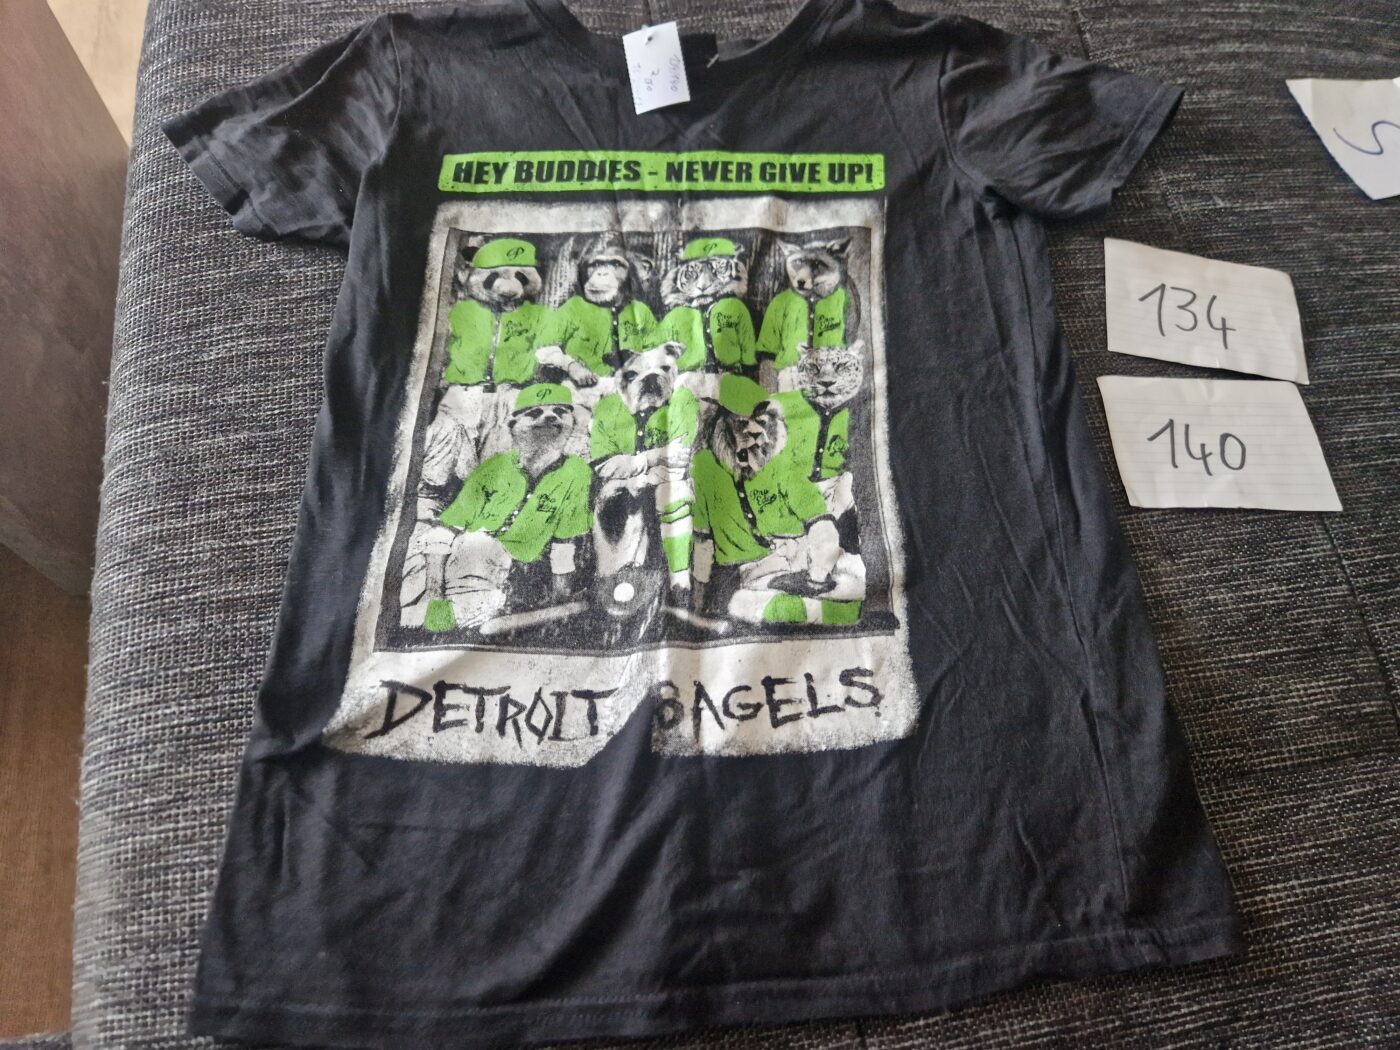 HEY BUDDIES - NEVER GIVE UP!
DETROIT BAGELS
134
140
S